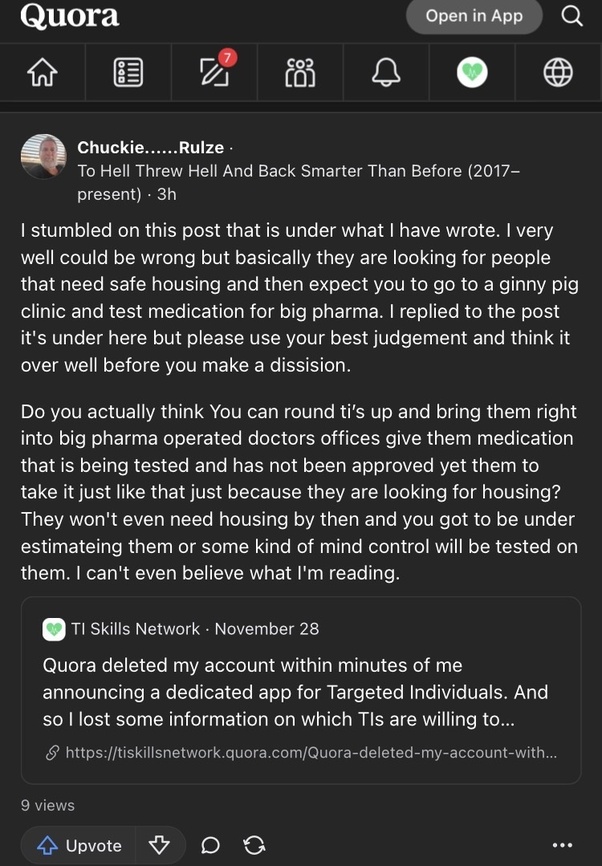 Quora
Open in App
7
Chuckie......Rulze ·
To Hell Threw Hell And Back Smarter Than Before (2017–
present) · 3h
I stumbled on this post that is under what I have wrote. I very
well could be wrong but basically they are looking for people
that need safe housing and then expect you to go to a ginny pig
clinic and test medication for big pharma. I replied to the post
it's under here but please use your best judgement and think it
over well before you make a dissision.
Do you actually think You can round ti’s up and bring them right
into big pharma operated doctors offices give them medication
that is being tested and has not been approved yet them to
take it just like that just because they are looking for housing?
They won't even need housing by then and you got to be under
estimateing them or some kind of mind control will be tested on
them. I can't even believe what I'm reading.
TI Skills Network · November 28
Quora deleted my account within minutes of me
announcing a dedicated app for Targeted Individuals. And
so I lost some information on which TIs are willing to...
https://tiskillsnetwork.quora.com/Quora-deleted-my-account-with...
9 views
Upvote